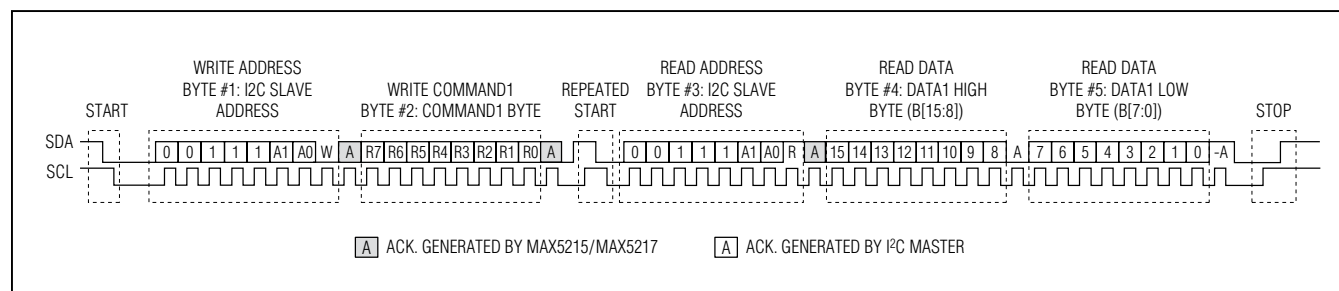 START
WRITE ADDRESS
BYTE #1: I2C SLAVE
ADDRESS
WRITE COMMAND1
BYTE #2: COMMAND1 BYTE
REPEATED
START
READ ADDRESS
BYTE #3: I2C SLAVE
ADDRESS
READ DATA
BYTE #4: DATA1 HIGH
BYTE (B[15:8])
READ DATA
BYTE #5: DATA1 LOW
BYTE (B[7:0])
STOP
SDA 0 0 1 1 1 A1 A0 W A R7 R6 R5 R4 R3 R2 R1 R0 A 0 0 1 1 1 A1 A0 R A 15 14 13 12 11 10 9 8 A 7 6 5 4 3 2 1 0 ~A
SCL
A ACK. GENERATED BY MAX5215/MAX5217 A ACK. GENERATED BY I²C MASTER